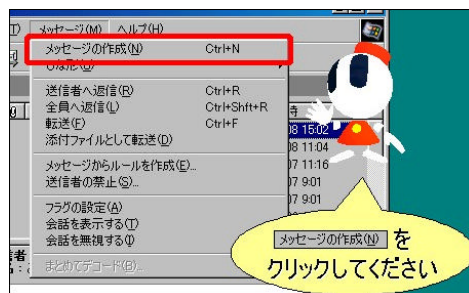 メッセージ(M) ヘルプ(H)
メッセージの作成(N) Ctrl+N
送信者へ返信(R) Ctrl+R
全員へ返信(L) Ctrl+Shft+R
転送(F) Ctrl+F
添付ファイルとして転送(D)
メッセージからルールを作成(E)...
送信者の禁止(S)...
フラグの設定(A)
会話を表示する(T)
会話を無視する(I)
まとめてデコード(B)...
08 15:02
08 11:04
07 11:16
07 9:01
07 9:01
メッセージの作成(N) を
クリックしてください